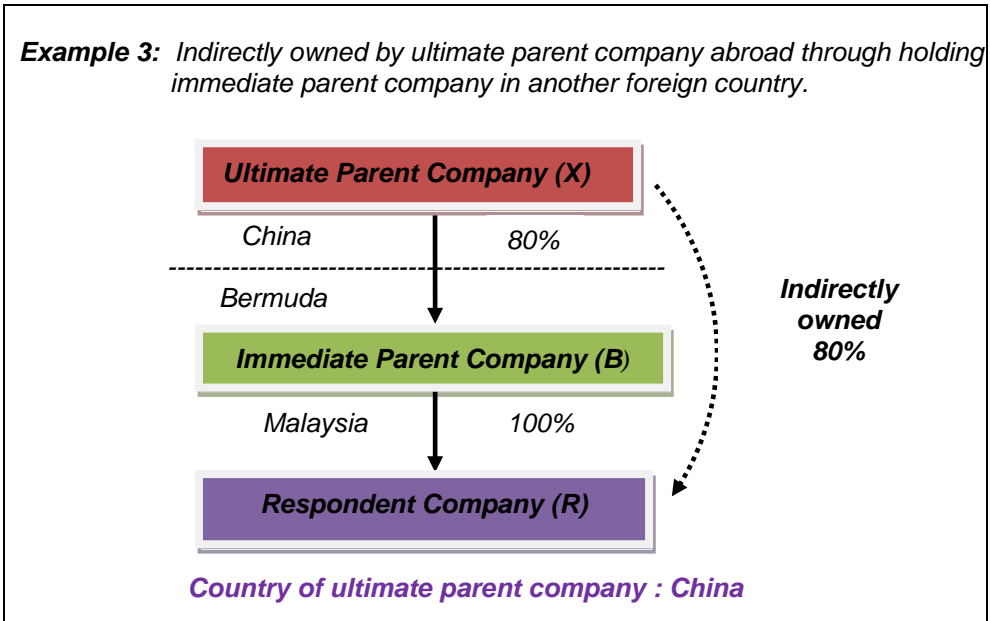 Example 3: Indirectly owned by ultimate parent company abroad through holding
immediate parent company in another foreign country.
Ultimate Parent Company (X)
China 80%
Bermuda
Indirectly
owned
80%
Immediate Parent Company (B)
Malaysia 100%
Respondent Company (R)
Country of ultimate parent company : China